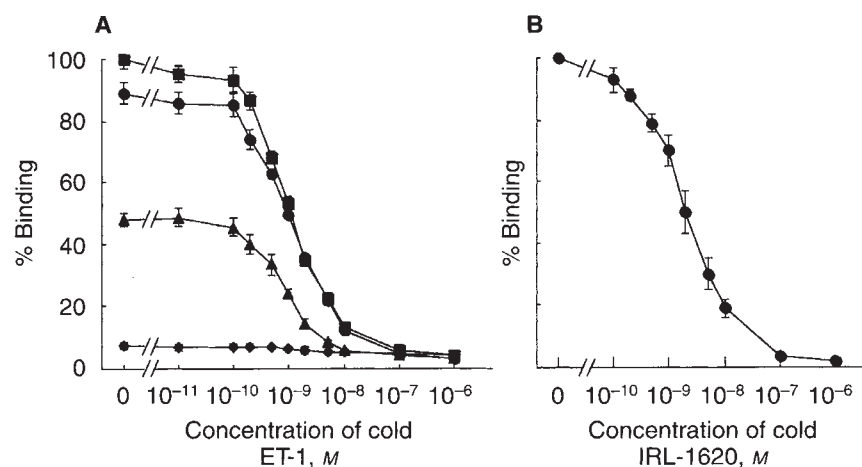 A
% Binding
100
80
60
40
20
0
0 10⁻¹¹ 10⁻¹⁰ 10⁻⁹ 10⁻⁸ 10⁻⁷ 10⁻⁶
Concentration of cold
ET-1, M
B
% Binding
0 10⁻¹⁰ 10⁻⁹ 10⁻⁸ 10⁻⁷ 10⁻⁶
Concentration of cold
IRL-1620, M